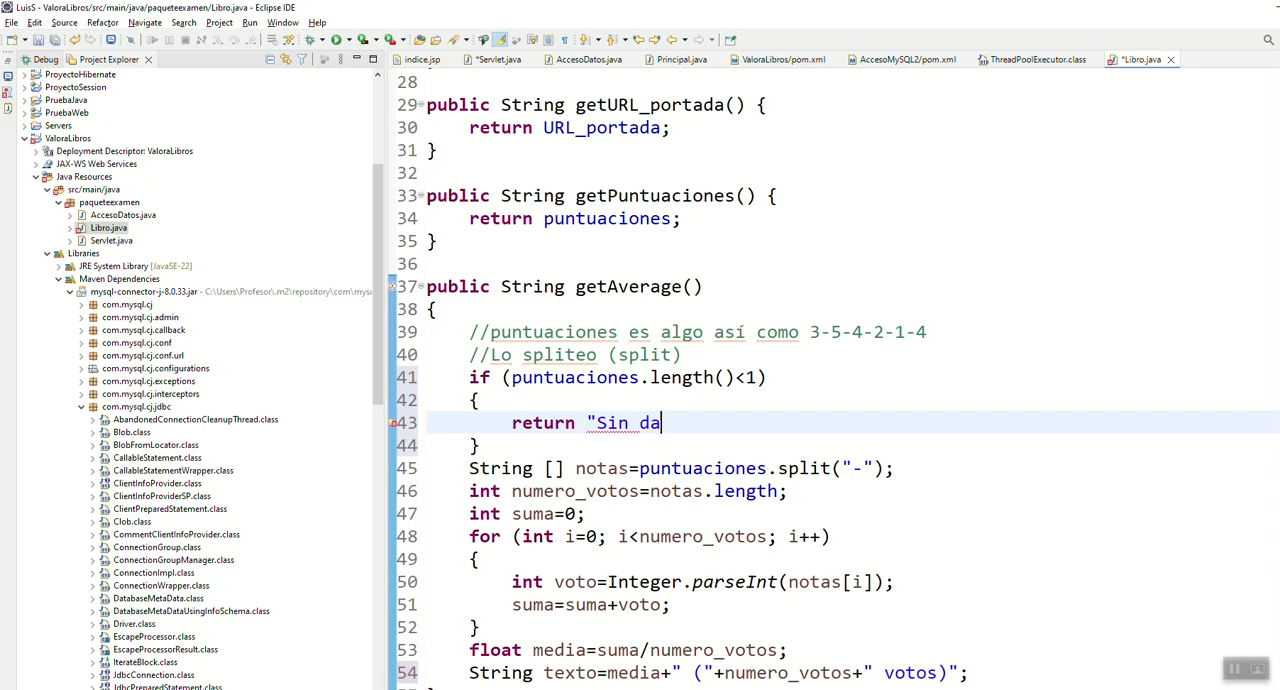 LuisS - ValoraLibros/src/main/java/paqueteexamen/Libro.java - Eclipse IDE
File Edit Source Refactor Navigate Search Project Run Window Help
Debug Project Explorer
indice.jsp *Servlet.java AccesoDatos.java Principal.java ValoraLibros/pom.xml AccesoMySQL2/pom.xml ThreadPoolExecutor.class *Libro.java
ProyectoHibernate
ProyectoSession
PruebaJava
PruebaWeb
Servers
ValoraLibros
Deployment Descriptor: ValoraLibros
JAX-WS Web Services
Java Resources
src/main/java
paqueteexamen
AccesoDatos.java
Libro.java
Servlet.java
Libraries
JRE System Library [JavaSE-22]
Maven Dependencies
mysql-connector-j-8.0.33.jar - C:\Users\Profesor\.m2\repository\com\mysc
com.mysql.cj
com.mysql.cj.admin
com.mysql.cj.callback
com.mysql.cj.conf
com.mysql.cj.conf.url
com.mysql.cj.configurations
com.mysql.cj.exceptions
com.mysql.cj.interceptors
com.mysql.cj.jdbc
AbandonedConnectionCleanupThread.class
Blob.class
BlobFromLocator.class
CallableStatement.class
CallableStatementWrapper.class
ClientInfoProvider.class
ClientInfoProviderSP.class
ClientPreparedStatement.class
Clob.class
CommentClientInfoProvider.class
ConnectionGroup.class
ConnectionGroupManager.class
ConnectionImpl.class
ConnectionWrapper.class
DatabaseMetaData.class
DatabaseMetaDataUsingInfoSchema.class
Driver.class
EscapeProcessor.class
EscapeProcessorResult.class
IterateBlock.class
JdbcConnection.class
JdbcPreparedStatement.class
28
29 public String getURL_portada() {
30 return URL_portada;
31 }
32
33 public String getPuntuaciones() {
34 return puntuaciones;
35 }
36
37 public String getAverage()
38 {
39 //puntuaciones es algo así como 3-5-4-2-1-4
40 //Lo spliteo (split)
41 if (puntuaciones.length()<1)
42 {
43 return "Sin da
44 }
45 String [] notas=puntuaciones.split("-");
46 int numero_votos=notas.length;
47 int suma=0;
48 for (int i=0; i<numero_votos; i++)
49 {
50 int voto=Integer.parseInt(notas[i]);
51 suma=suma+voto;
52 }
53 float media=suma/numero_votos;
54 String texto=media+" ("+numero_votos+" votos)";